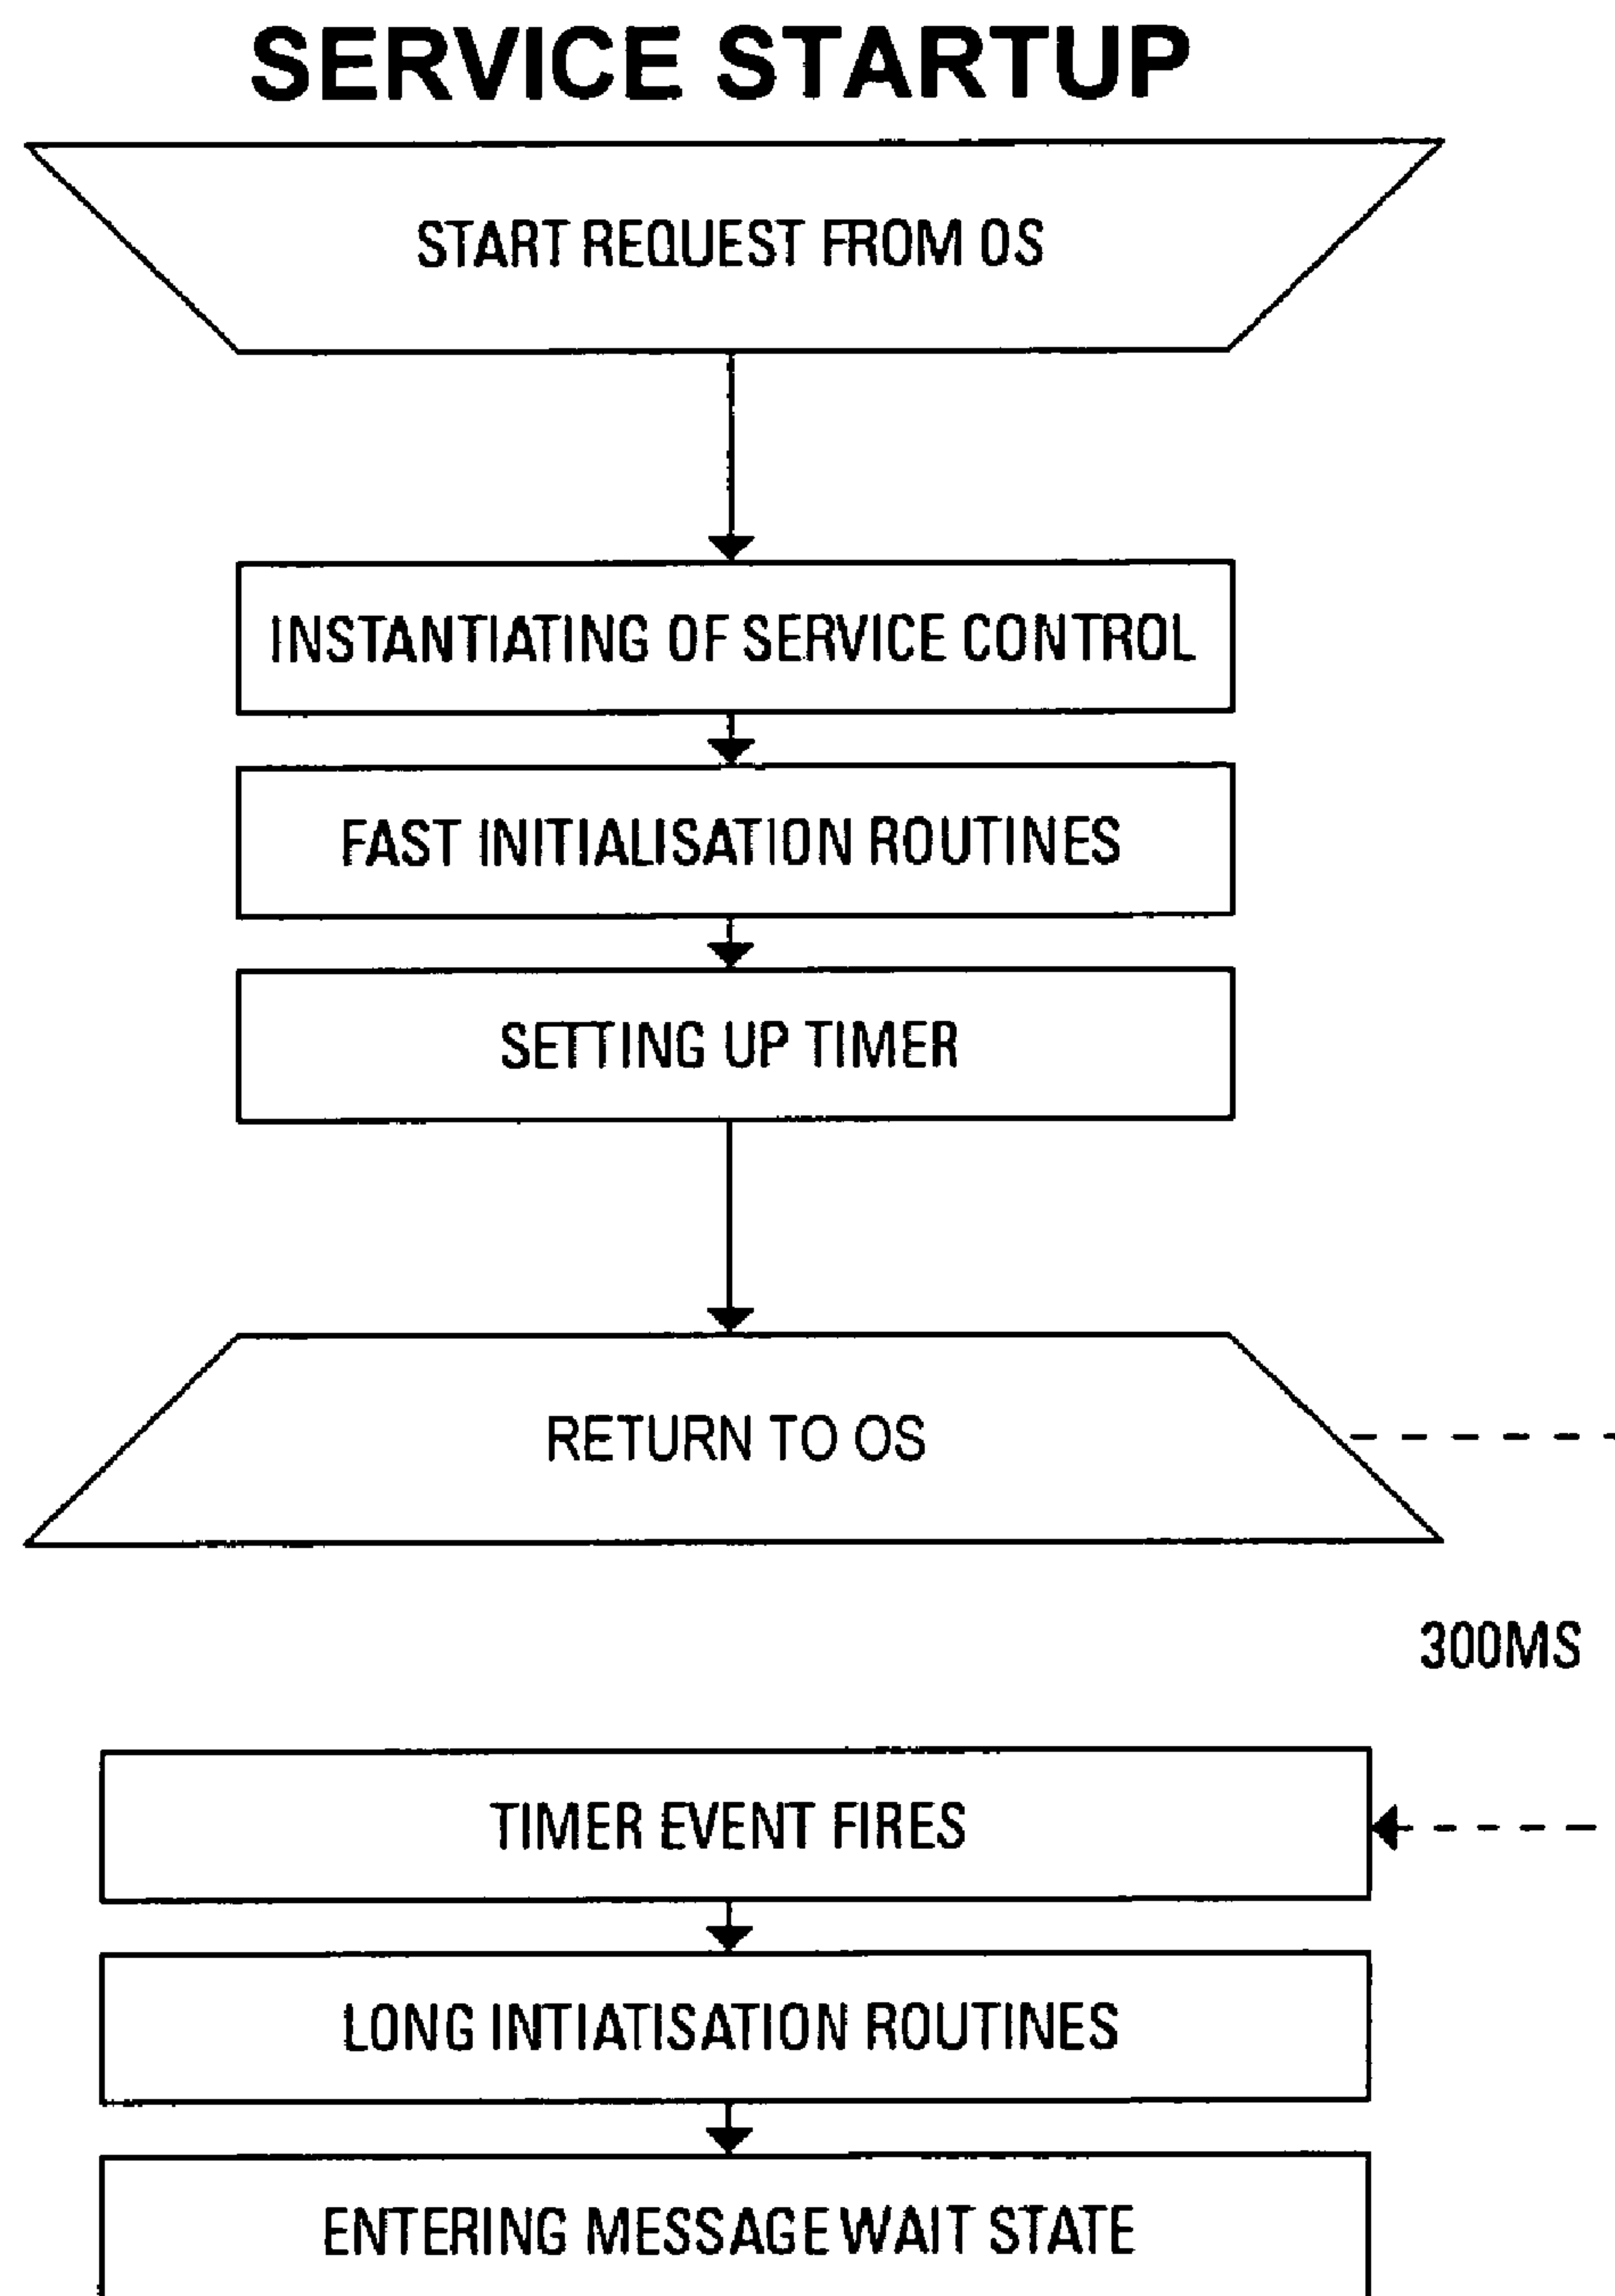 SERVICE STARTUP
START REQUEST FROM OS
INSTANTIATING OF SERVICE CONTROL
FAST INITIALISATION ROUTINES
SETTING UP TIMER
RETURN TO OS
300MS
TIMER EVENT FIRES
LONG INTIATISATION ROUTINES
ENTERING MESSAGE WAIT STATE